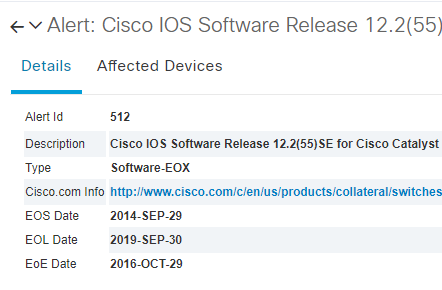 Alert: Cisco IOS Software Release 12.2(55)
Details Affected Devices
Alert Id 512
Description Cisco IOS Software Release 12.2(55)SE for Cisco Catalyst
Type Software-EOX
Cisco.com Info http://www.cisco.com/c/en/us/products/collateral/switches
EOS Date 2014-SEP-29
EOL Date 2019-SEP-30
EoE Date 2016-OCT-29